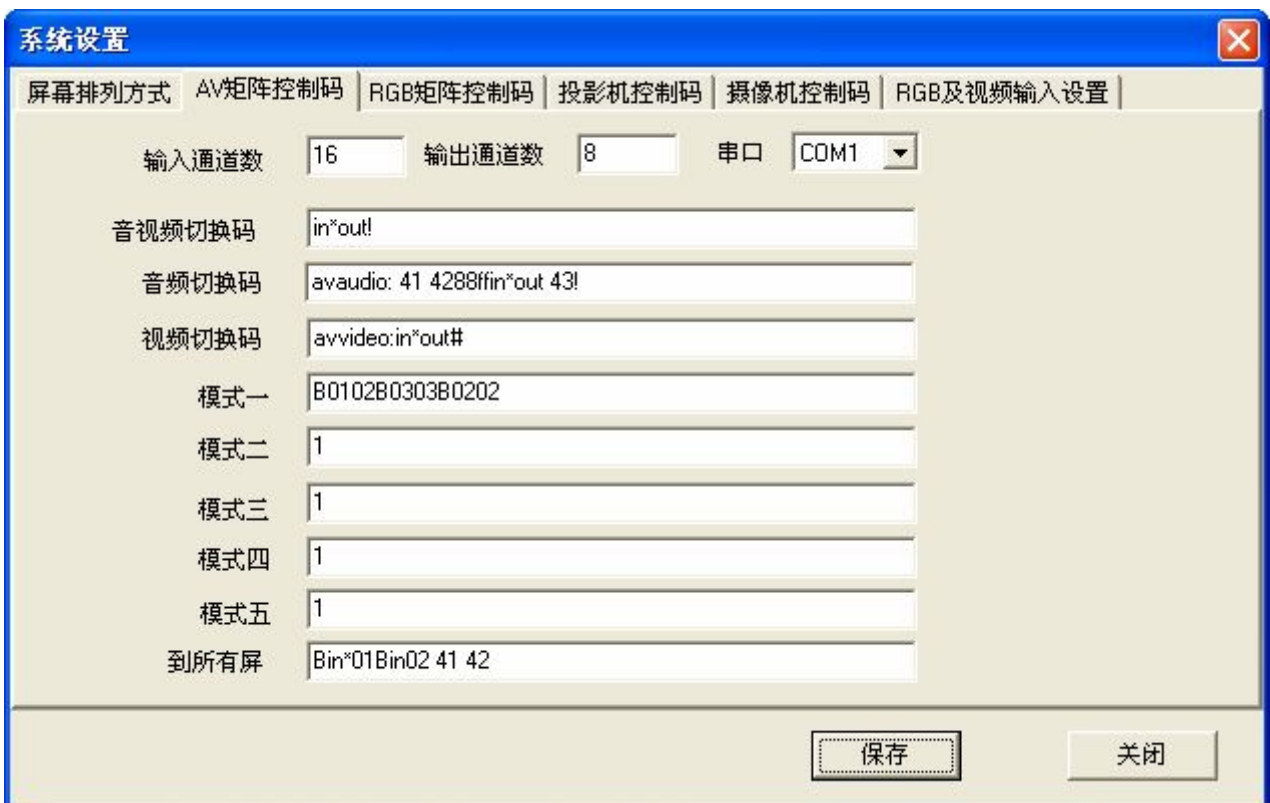 系统设置
屏幕排列方式 AV矩阵控制码 RGB矩阵控制码 投影机控制码 摄像机控制码 RGB及视频输入设置
输入通道数 16 输出通道数 8 串口 COM1
音视频切换码 in*out!
音频切换码 avaudio: 41 4288ffin*out 43!
视频切换码 avvideo:in*out#
模式一 B0102B0303B0202
模式二 1
模式三 1
模式四 1
模式五 1
到所有屏 Bin*01Bin02 41 42
保存 关闭